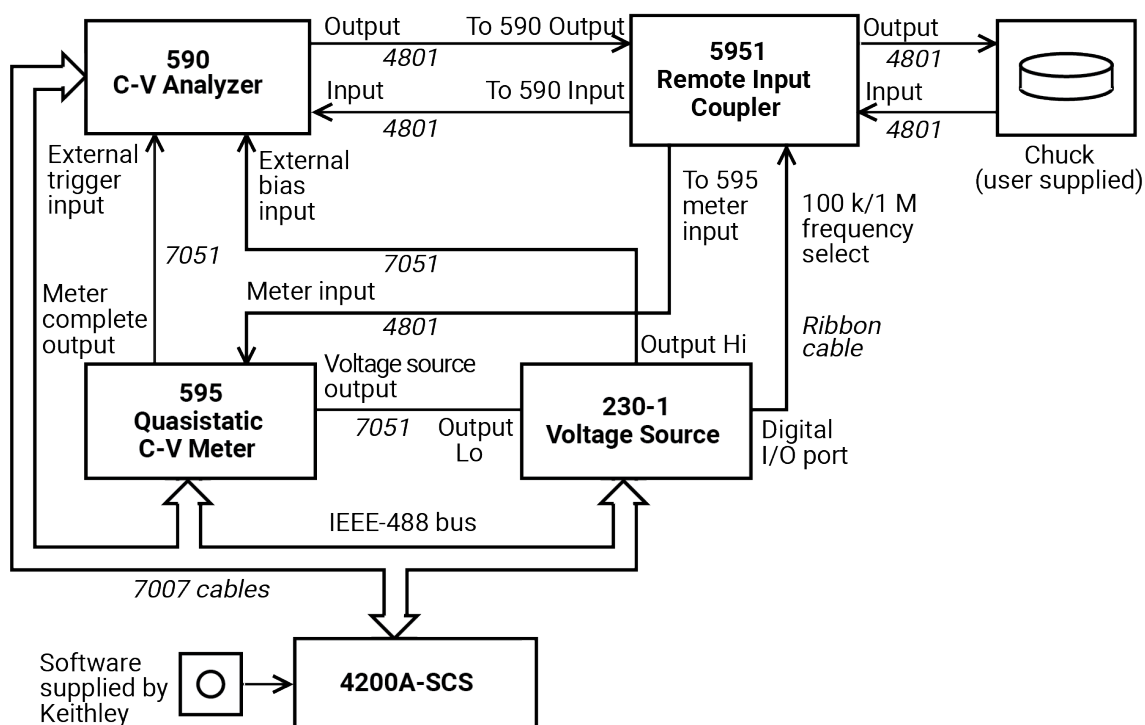 590
C-V Analyzer
Output
To 590 Output
4801
Input
To 590 Input
4801
5951
Remote Input
Coupler
Output
4801
Input
4801
Chuck
(user supplied)
External
trigger
input
External
bias
input
7051
7051
To 595
meter
input
100 k/1 M
frequency
select
Meter
complete
output
Meter input
4801
Ribbon
cable
Output Hi
595
Quasistatic
C-V Meter
Voltage source
output
7051
Output
Lo
230-1
Voltage Source
Digital
I/O port
IEEE-488 bus
7007 cables
Software
supplied by
Keithley
4200A-SCS